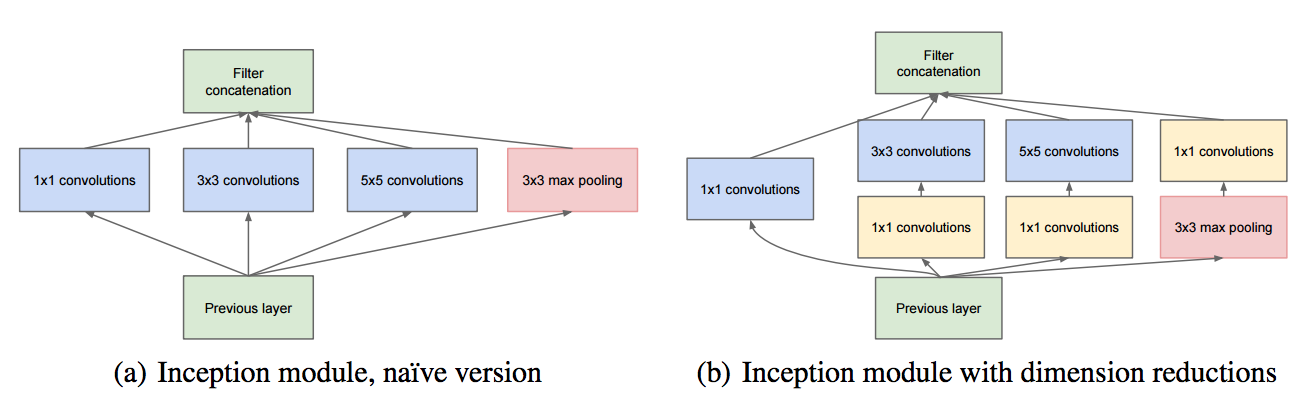 Filter
concatenation
1x1 convolutions
3x3 convolutions
5x5 convolutions
3x3 max pooling
Previous layer
(a) Inception module, naïve version
Filter
concatenation
3x3 convolutions
5x5 convolutions
1x1 convolutions
1x1 convolutions
1x1 convolutions
1x1 convolutions
3x3 max pooling
Previous layer
(b) Inception module with dimension reductions